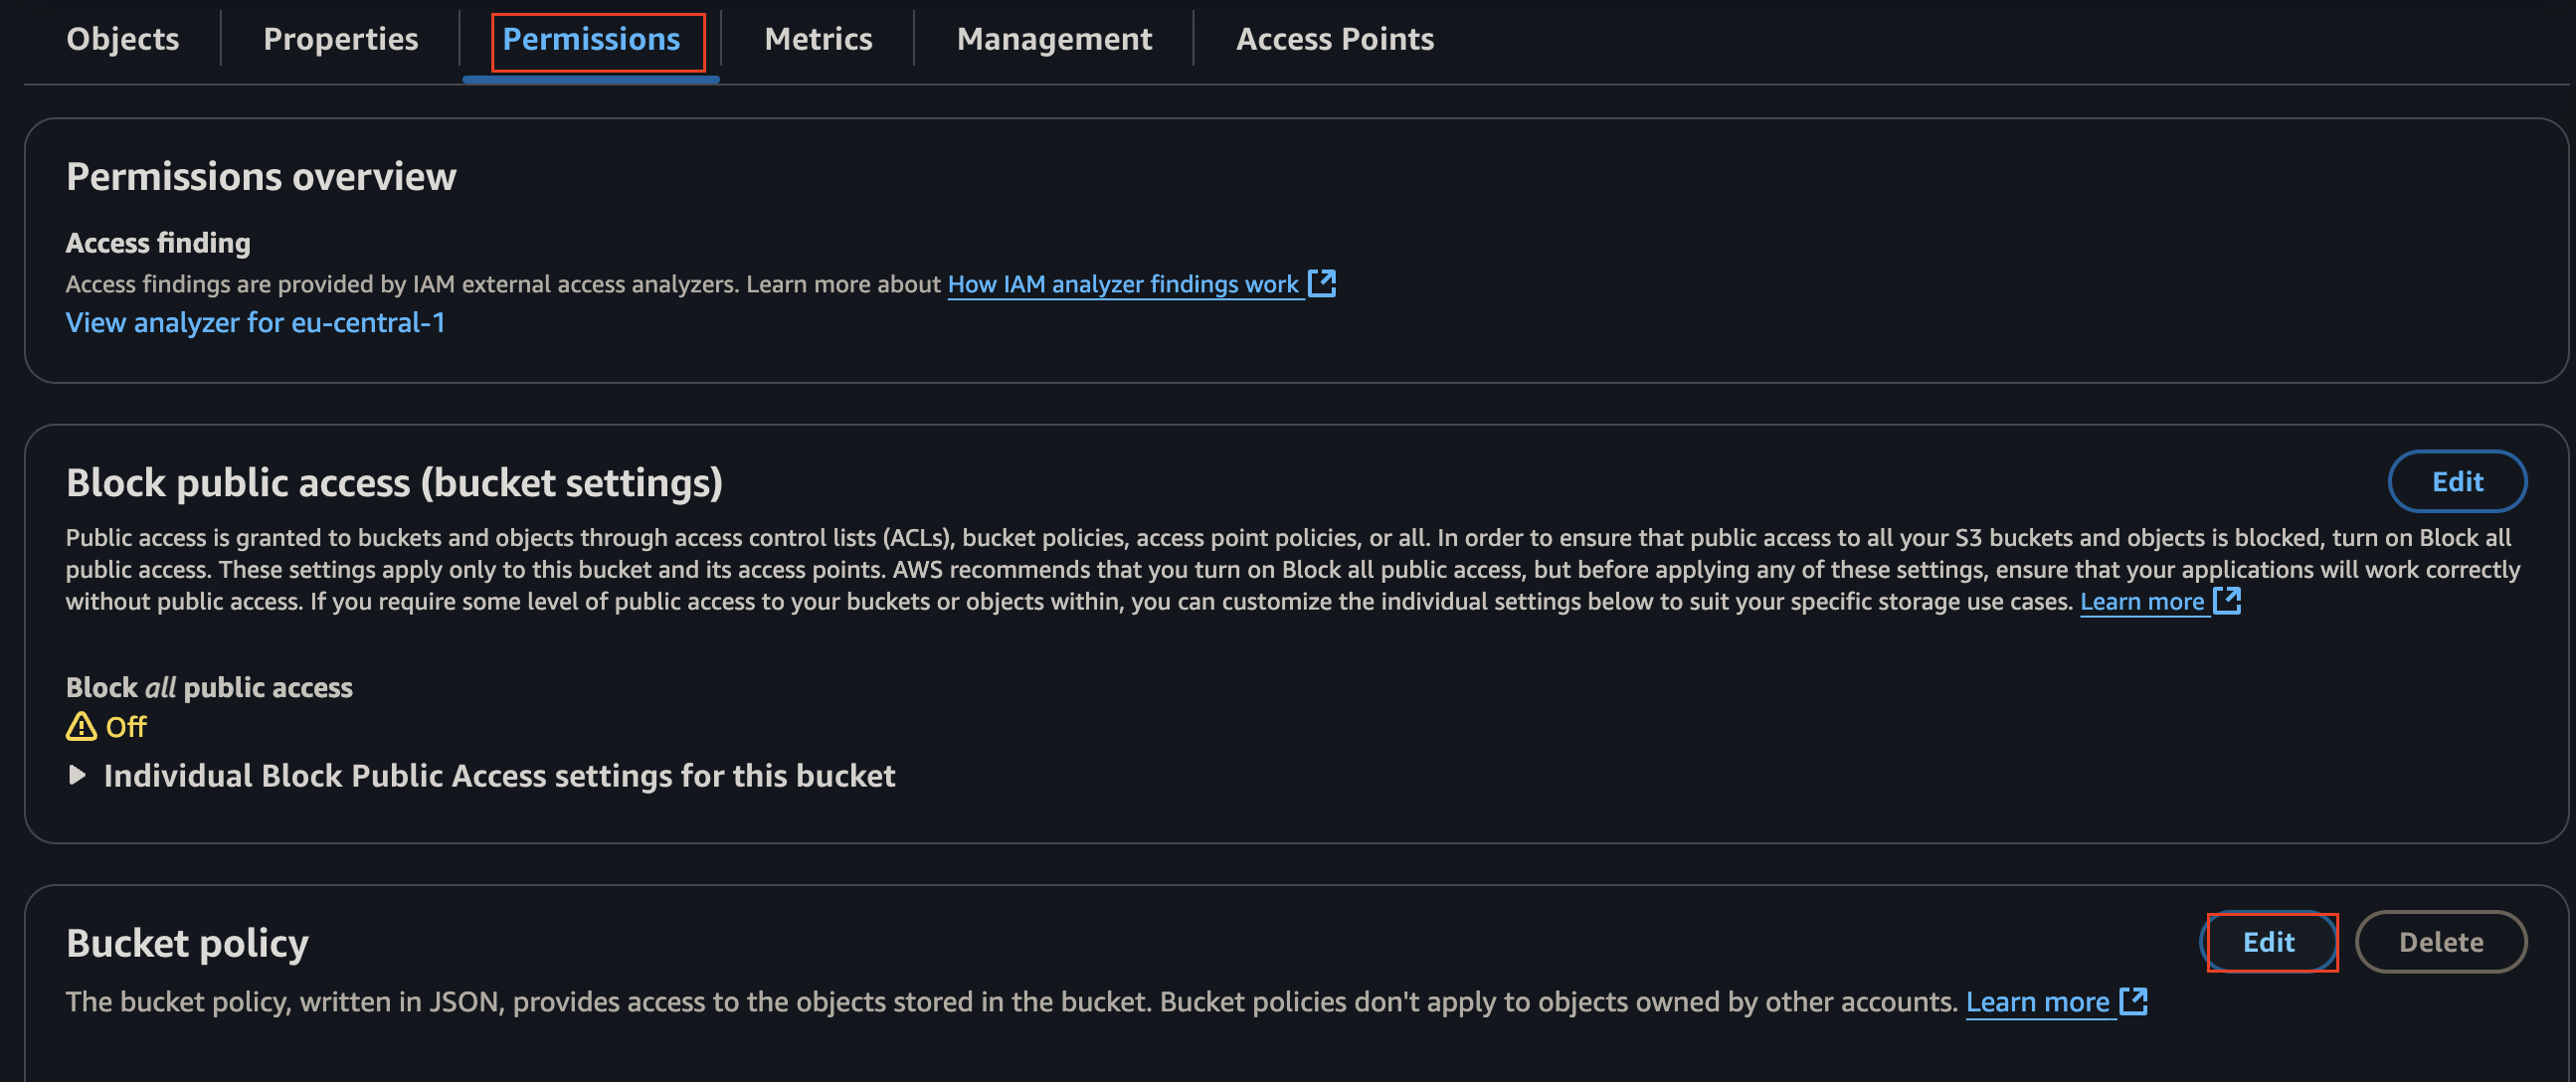 Objects Properties Permissions Metrics Management Access Points
Permissions overview
Access finding
Access findings are provided by IAM external access analyzers. Learn more about How IAM analyzer findings work
View analyzer for eu-central-1
Block public access (bucket settings) Edit
Public access is granted to buckets and objects through access control lists (ACLs), bucket policies, access point policies, or all. In order to ensure that public access to all your S3 buckets and objects is blocked, turn on Block all
public access. These settings apply only to this bucket and its access points. AWS recommends that you turn on Block all public access, but before applying any of these settings, ensure that your applications will work correctly
without public access. If you require some level of public access to your buckets or objects within, you can customize the individual settings below to suit your specific storage use cases. Learn more
Block all public access
Off
Individual Block Public Access settings for this bucket
Bucket policy Edit Delete
The bucket policy, written in JSON, provides access to the objects stored in the bucket. Bucket policies don't apply to objects owned by other accounts. Learn more